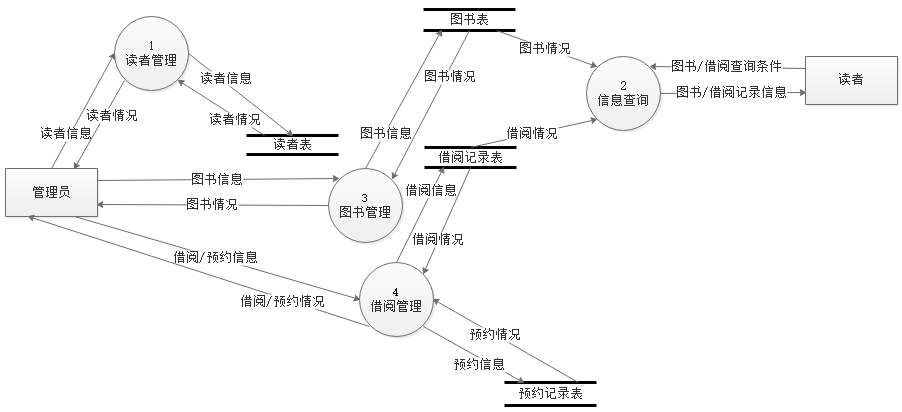 图书表
1
读者管理
图书情况
2
信息查询
图书/借阅查询条件
读者
图书/借阅记录信息
读者信息
图书情况
读者情况
读者情况
读者信息
图书信息
借阅情况
读者表
借阅记录表
管理员
图书信息
图书情况
3
图书管理
借阅信息
借阅情况
借阅/预约信息
借阅/预约情况
4
借阅管理
预约情况
预约信息
预约记录表